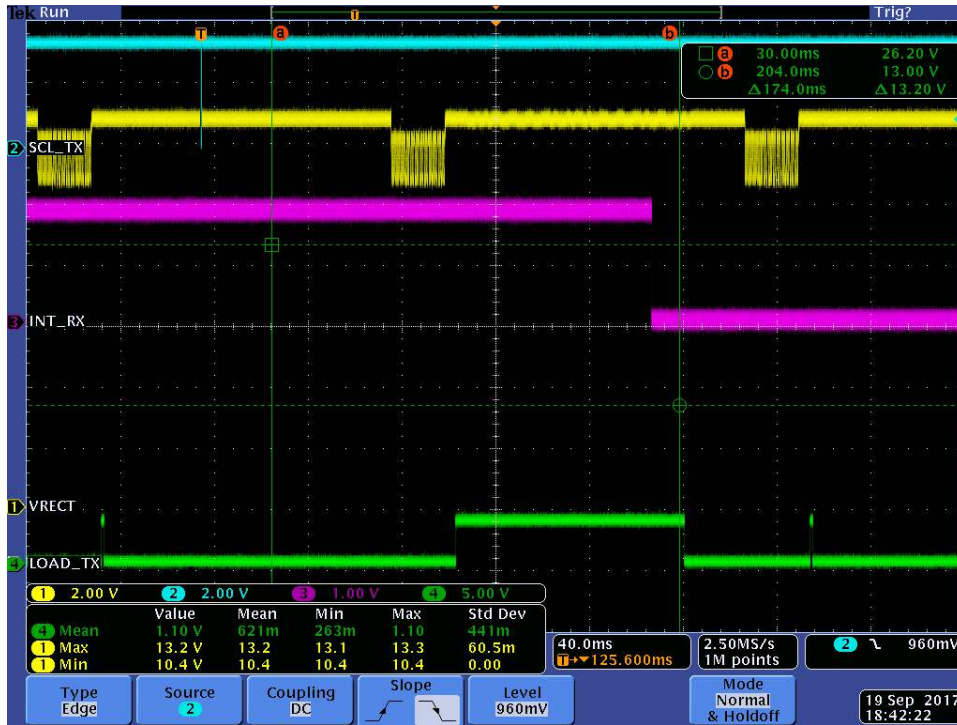 Tek Run Trig?
T a b
a 30.00ms 26.20 V
b 204.0ms 13.00 V
Δ174.0ms Δ13.20 V
2 SCL_TX
3 INT_RX
1 VRECT
4 LOAD_TX
1 2.00 V 2 2.00 V 3 1.00 V 4 5.00 V
Value Mean Min Max Std Dev
4 Mean 1.10 V 621m 263m 1.10 441m
1 Max 13.2 V 13.2 13.1 13.2 60.5m
1 Min 10.4 V 10.4 10.4 10.4 0.00
40.0ms
T→▼125.600ms
2.50MS/s
1M points
2 960mV
Type
Edge
Source
2
Coupling
DC
Slope
Level
960mV
Mode
Normal
& Holdoff
19 Sep 2017
18:42:22